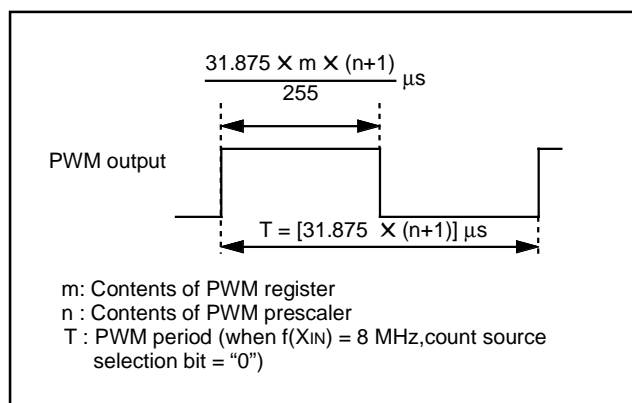 31.875 × m × (n+1)
255
μs
PWM output
T = [31.875 × (n+1)] μs
m: Contents of PWM register
n : Contents of PWM prescaler
T : PWM period (when f(XIN) = 8 MHz,count source
selection bit = “0”)